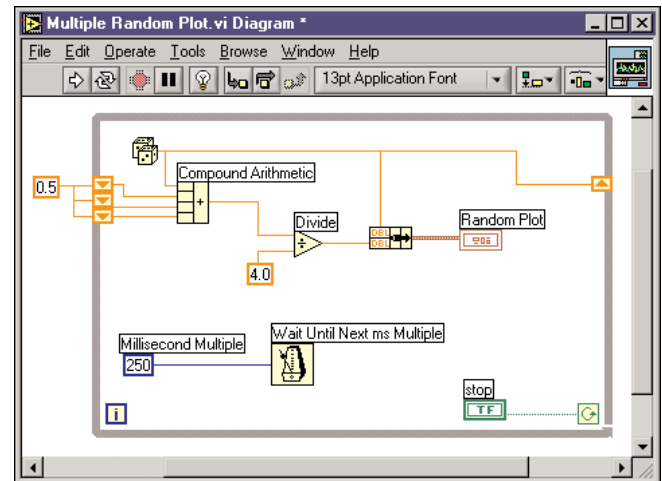 Multiple Random Plot.vi Diagram *
File Edit Operate Tools Browse Window Help
13pt Application Font
0.5
Compound Arithmetic
+
Divide
÷
4.0
DBL
DBL
Random Plot
Millisecond Multiple
250
Wait Until Next ms Multiple
stop
TF
i